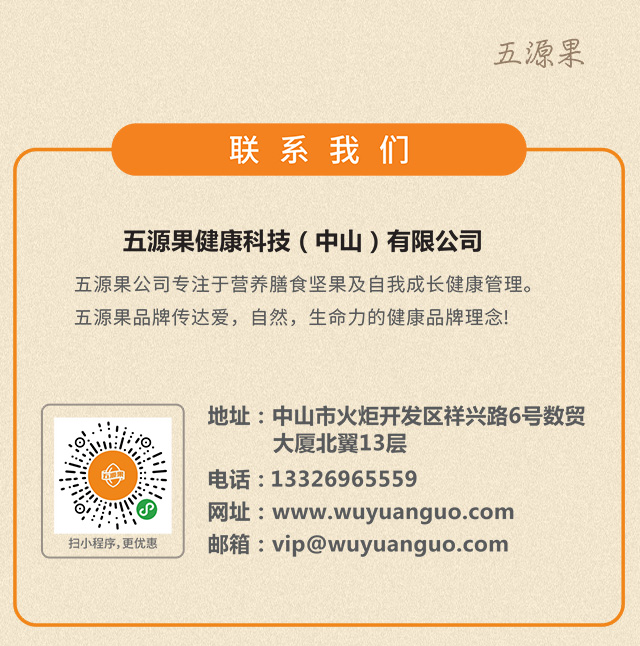 五源果
联系我们
五源果健康科技（中山）有限公司
五源果公司专注于营养膳食坚果及自我成长健康管理。
五源果品牌传达爱，自然，生命力的健康品牌理念!
地址：中山市火炬开发区祥兴路6号数贸
大厦北翼13层
电话：13326965559
网址：www.wuyuanguo.com
邮箱：vip@wuyuanguo.com
扫小程序,更优惠